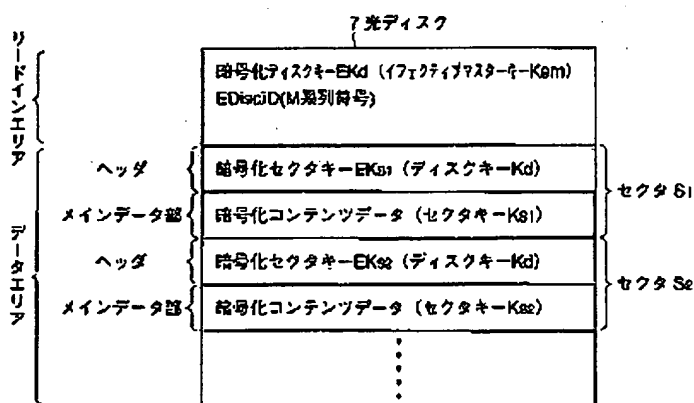 7 光ディスク
リードインエリア
暗号化ディスクキーEKd (イフェクティブマスターキーKem)
EDiscID(M系列符号)
データエリア
ヘッダ
暗号化セクタキーEKs1 (ディスクキーKd)
メインデータ部
暗号化コンテンツデータ (セクタキーKs1)
セクタ S1
ヘッダ
暗号化セクタキーEKs2 (ディスクキーKd)
メインデータ部
暗号化コンテンツデータ (セクタキーKs2)
セクタ S2